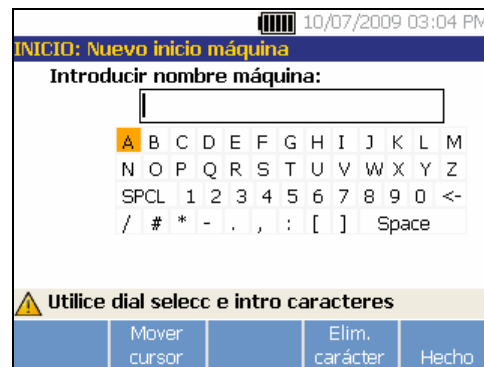 10/07/2009 03:04 PM
INICIO: Nuevo inicio máquina
Introducir nombre máquina:
A B C D E F G H I J K L M
N O P Q R S T U V W X Y Z
SPCL 1 2 3 4 5 6 7 8 9 0 <-
/ # * - . , : [ ] Space
Utilice dial selecc e intro caracteres
Mover cursor
Elim. carácter
Hecho